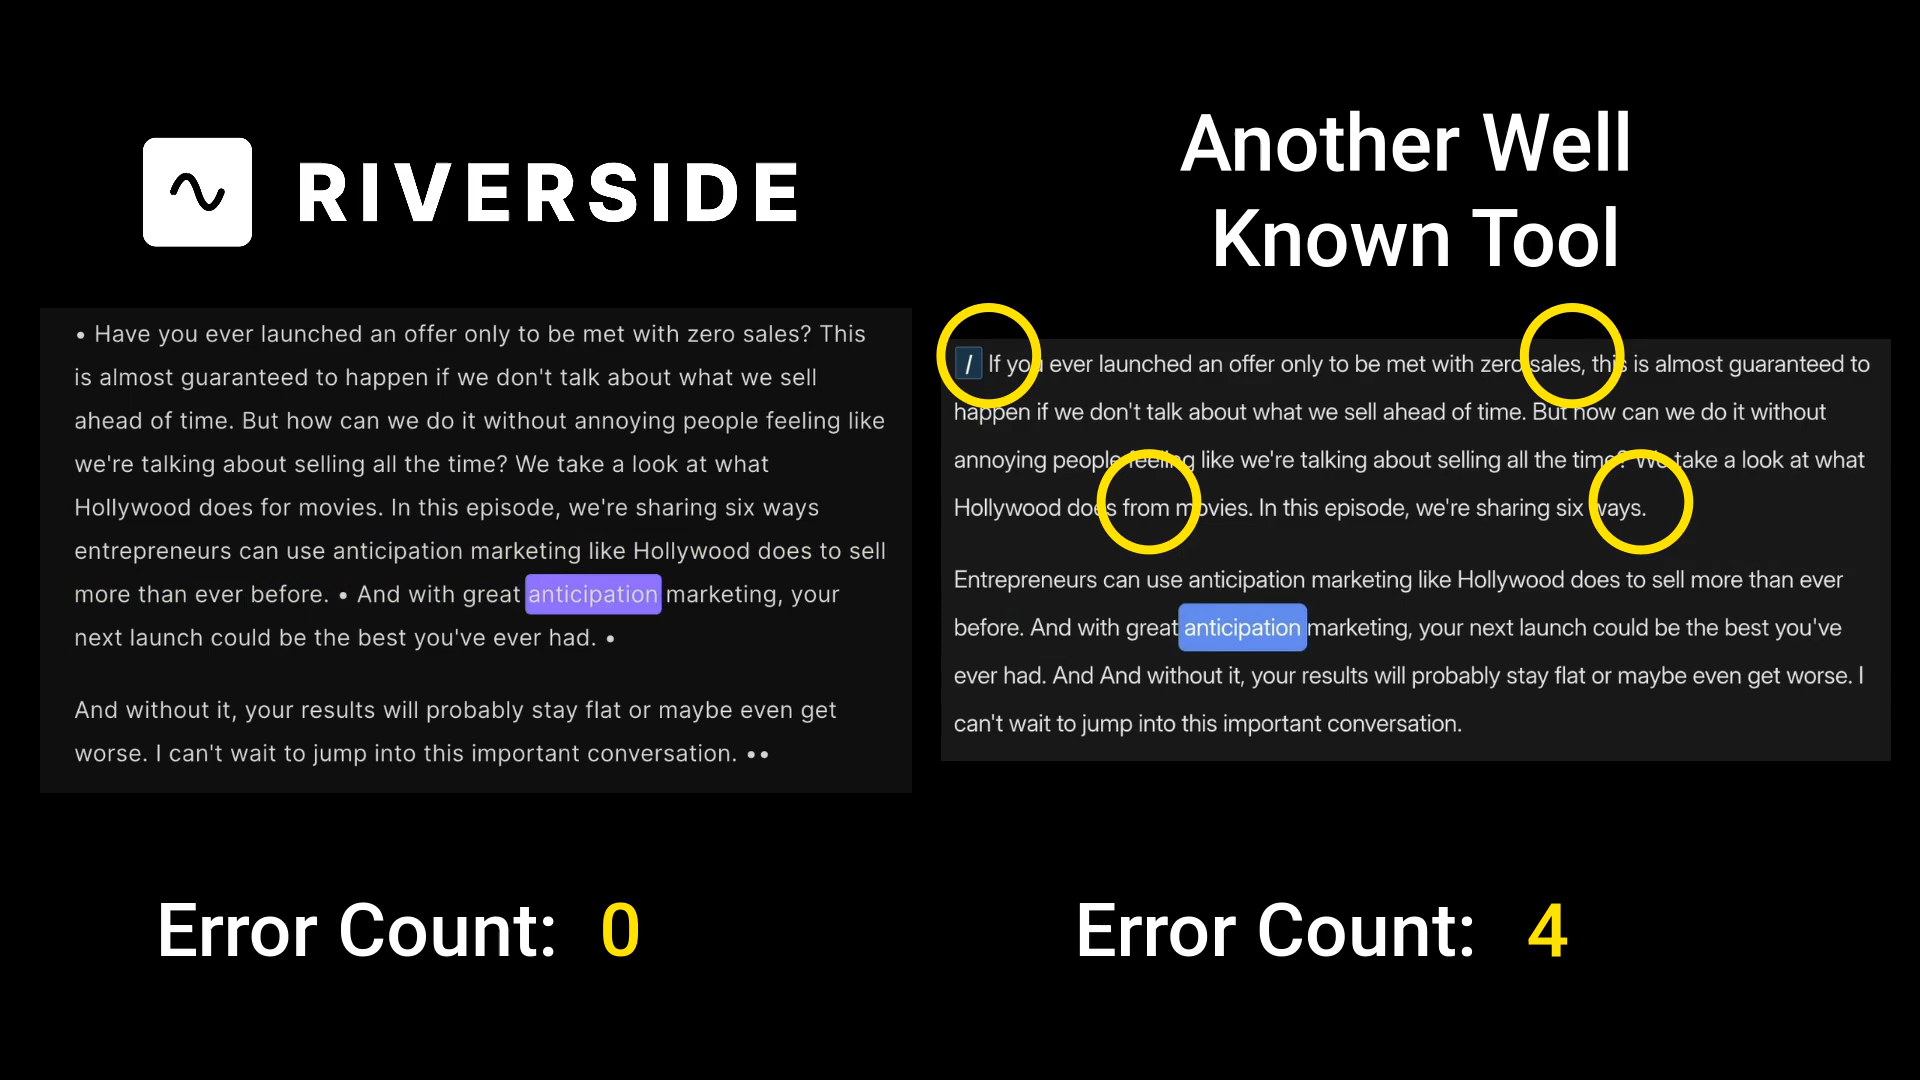 RIVERSIDE
• Have you ever launched an offer only to be met with zero sales? This
is almost guaranteed to happen if we don't talk about what we sell
ahead of time. But how can we do it without annoying people feeling like
we're talking about selling all the time? We take a look at what
Hollywood does for movies. In this episode, we're sharing six ways
entrepreneurs can use anticipation marketing like Hollywood does to sell
more than ever before. • And with great anticipation marketing, your
next launch could be the best you've ever had. •
And without it, your results will probably stay flat or maybe even get
worse. I can't wait to jump into this important conversation. ••
Error Count: 0
Another Well
Known Tool
/ If you ever launched an offer only to be met with zero sales, this is almost guaranteed to
happen if we don't talk about what we sell ahead of time. But how can we do it without
annoying people feeling like we're talking about selling all the time? We take a look at what
Hollywood does from movies. In this episode, we're sharing six ways.
Entrepreneurs can use anticipation marketing like Hollywood does to sell more than ever
before. And with great anticipation marketing, your next launch could be the best you've
ever had. And And without it, your results will probably stay flat or maybe even get worse. I
can't wait to jump into this important conversation.
Error Count: 4